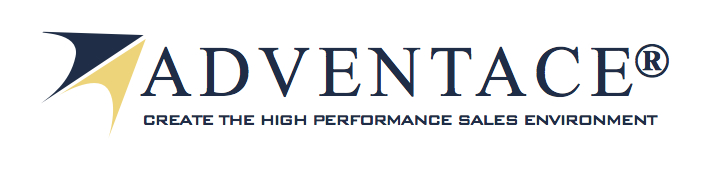 ADVENTACE®
CREATE THE HIGH PERFORMANCE SALES ENVIRONMENT